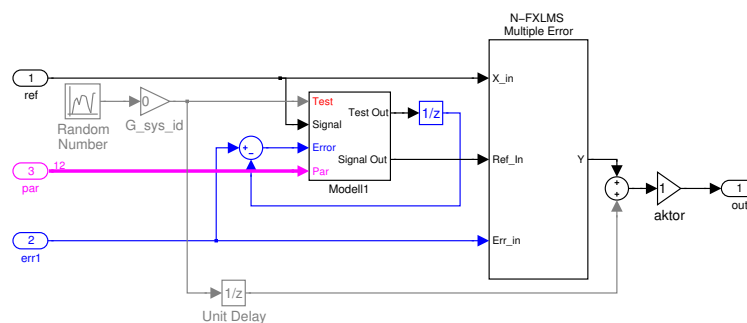 N-FXLMS
Multiple Error
1
ref
X_in
Random
Number
0
G_sys_id
Test
Test Out
1/z
Signal
Error
+
-
Signal Out
Ref_In
Y
12
3
par
Par
Modell1
+
+
1
aktor
1
out
2
err1
Err_in
1/z
Unit Delay